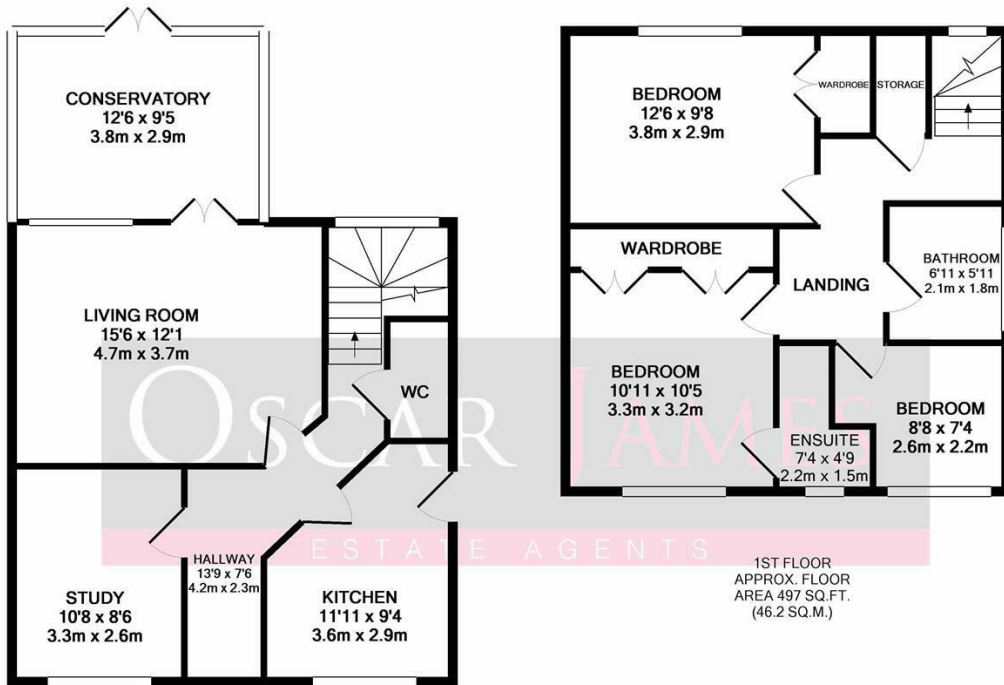 CONSERVATORY
12'6 x 9'5
3.8m x 2.9m
LIVING ROOM
15'6 x 12'1
4.7m x 3.7m
WC
STUDY
10'8 x 8'6
3.3m x 2.6m
HALLWAY
13'9 x 7'6
4.2m x 2.3m
KITCHEN
11'11 x 9'4
3.6m x 2.9m
BEDROOM
12'6 x 9'8
3.8m x 2.9m
WARDROBE
STORAGE
WARDROBE
LANDING
BATHROOM
6'11 x 5'11
2.1m x 1.8m
BEDROOM
10'11 x 10'5
3.3m x 3.2m
ENSUITE
7'4 x 4'9
2.2m x 1.5m
BEDROOM
8'8 x 7'4
2.6m x 2.2m
OSCAR JAMES
ESTATE AGENTS
1ST FLOOR
APPROX. FLOOR
AREA 497 SQ.FT.
(46.2 SQ.M.)